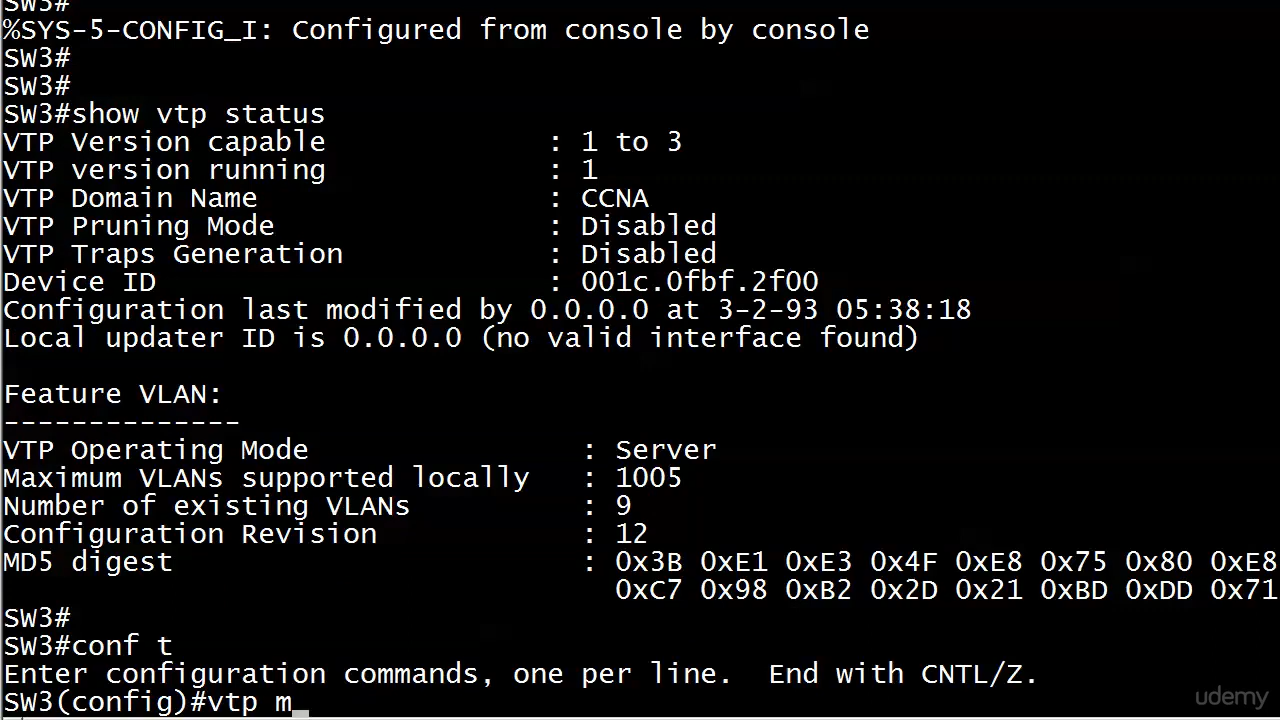 SW3#
%SYS-5-CONFIG_I: Configured from console by console
SW3#
SW3#
SW3#show vtp status
VTP Version capable : 1 to 3
VTP version running : 1
VTP Domain Name : CCNA
VTP Pruning Mode : Disabled
VTP Traps Generation : Disabled
Device ID : 001c.0fbf.2f00
Configuration last modified by 0.0.0.0 at 3-2-93 05:38:18
Local updater ID is 0.0.0.0 (no valid interface found)
Feature VLAN:
--------------
VTP Operating Mode : Server
Maximum VLANs supported locally : 1005
Number of existing VLANs : 9
Configuration Revision : 12
MD5 digest : 0x3B 0xE1 0xE3 0x4F 0xE8 0x75 0x80 0xE8
0xC7 0x98 0xB2 0x2D 0x21 0xBD 0xDD 0x71
SW3#
SW3#conf t
Enter configuration commands, one per line. End with CNTL/Z.
SW3(config)#vtp m_
udemy